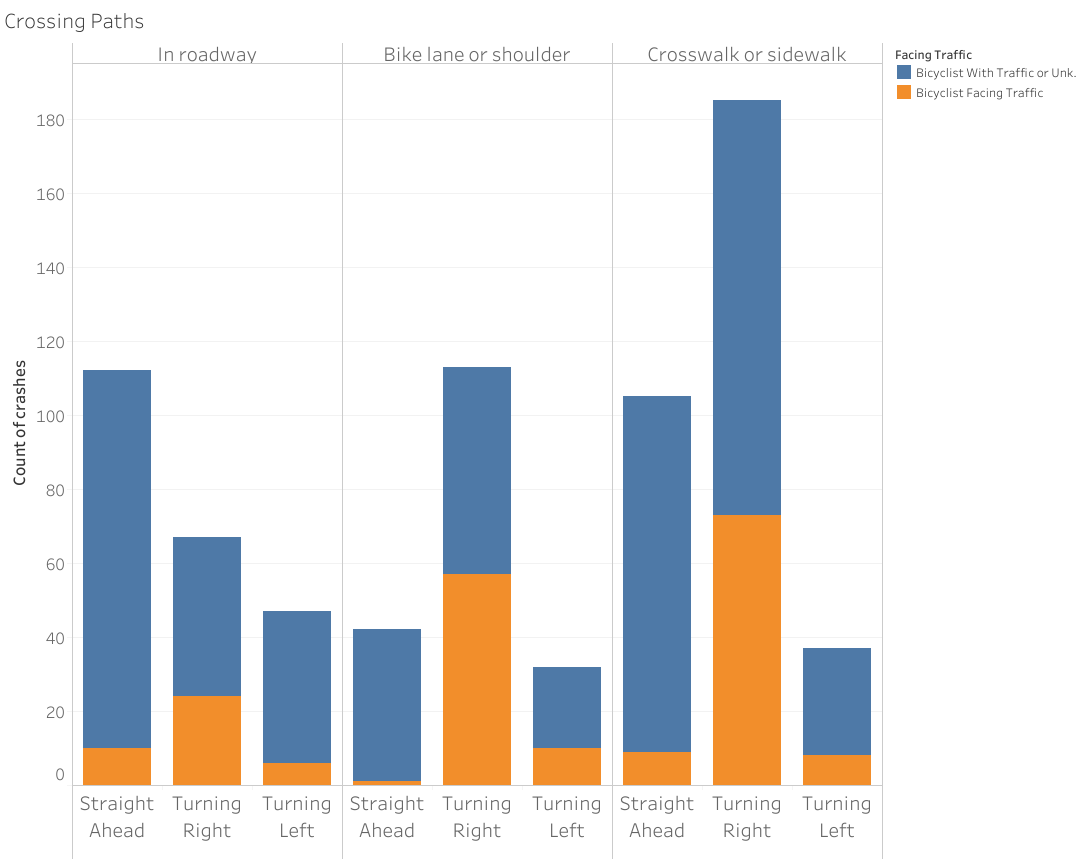 Crossing Paths
In roadway
Bike lane or shoulder
Crosswalk or sidewalk
Facing Traffic
Bicyclist With Traffic or Unk.
Bicyclist Facing Traffic
Count of crashes
180
160
140
120
100
80
60
40
20
0
Straight
Ahead
Turning
Right
Turning
Left
Straight
Ahead
Turning
Right
Turning
Left
Straight
Ahead
Turning
Right
Turning
Left